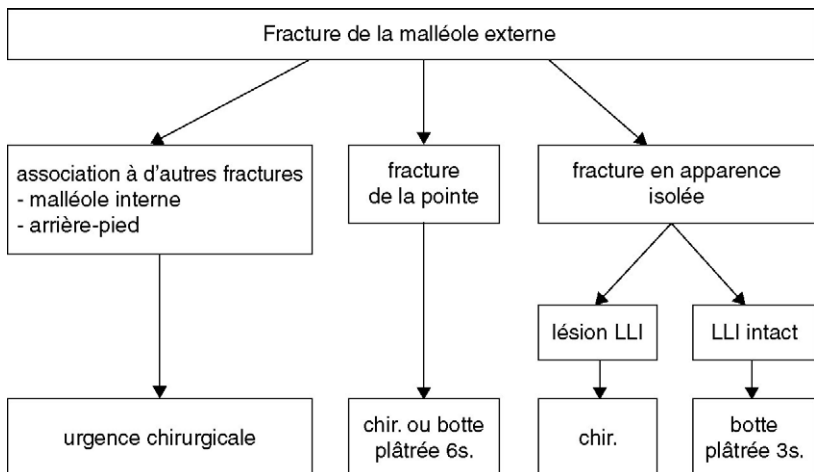 Fracture de la malléole externe
association à d'autres fractures
- malléole interne
- arrière-pied
fracture
de la pointe
fracture en apparence
isolée
lésion LLI
LLI intact
urgence chirurgicale
chir. ou botte
plâtrée 6s.
chir.
botte
plâtrée 3s.